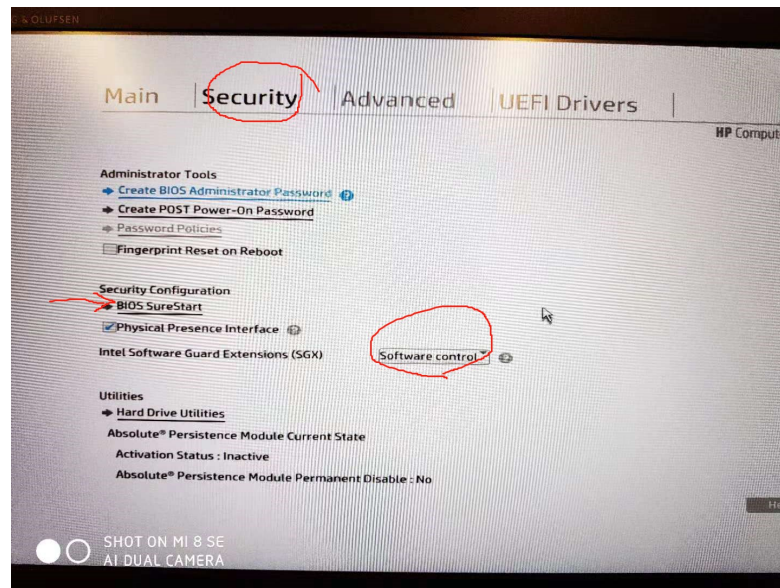 & OLUFSEN
Main Security Advanced UEFI Drivers
HP Comput
Administrator Tools
Create BIOS Administrator Password ?
Create POST Power-On Password
Password Policies
Fingerprint Reset on Reboot
Security Configuration
BIOS SureStart
Physical Presence Interface ?
Intel Software Guard Extensions (SGX) Software control ?
Utilities
Hard Drive Utilities
Absolute® Persistence Module Current State
Activation Status : Inactive
Absolute® Persistence Module Permanent Disable : No
He
SHOT ON MI 8 SE
AI DUAL CAMERA